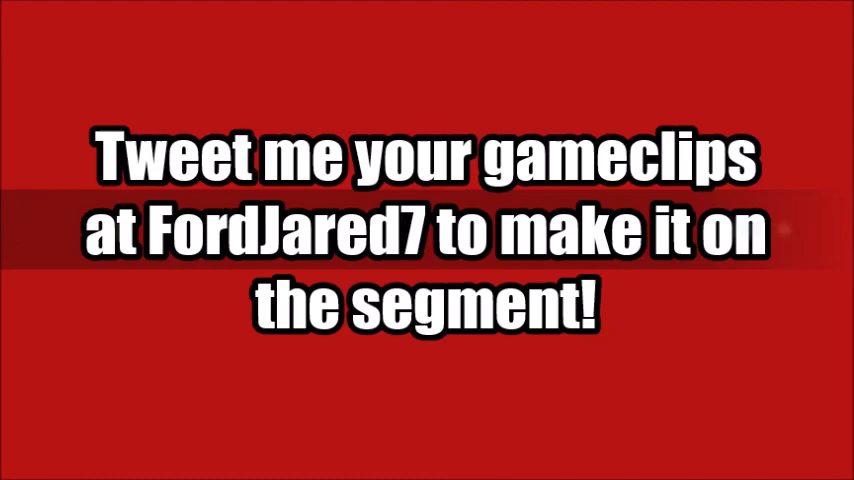 Tweet me your gameclips
at FordJared7 to make it on
the segment!